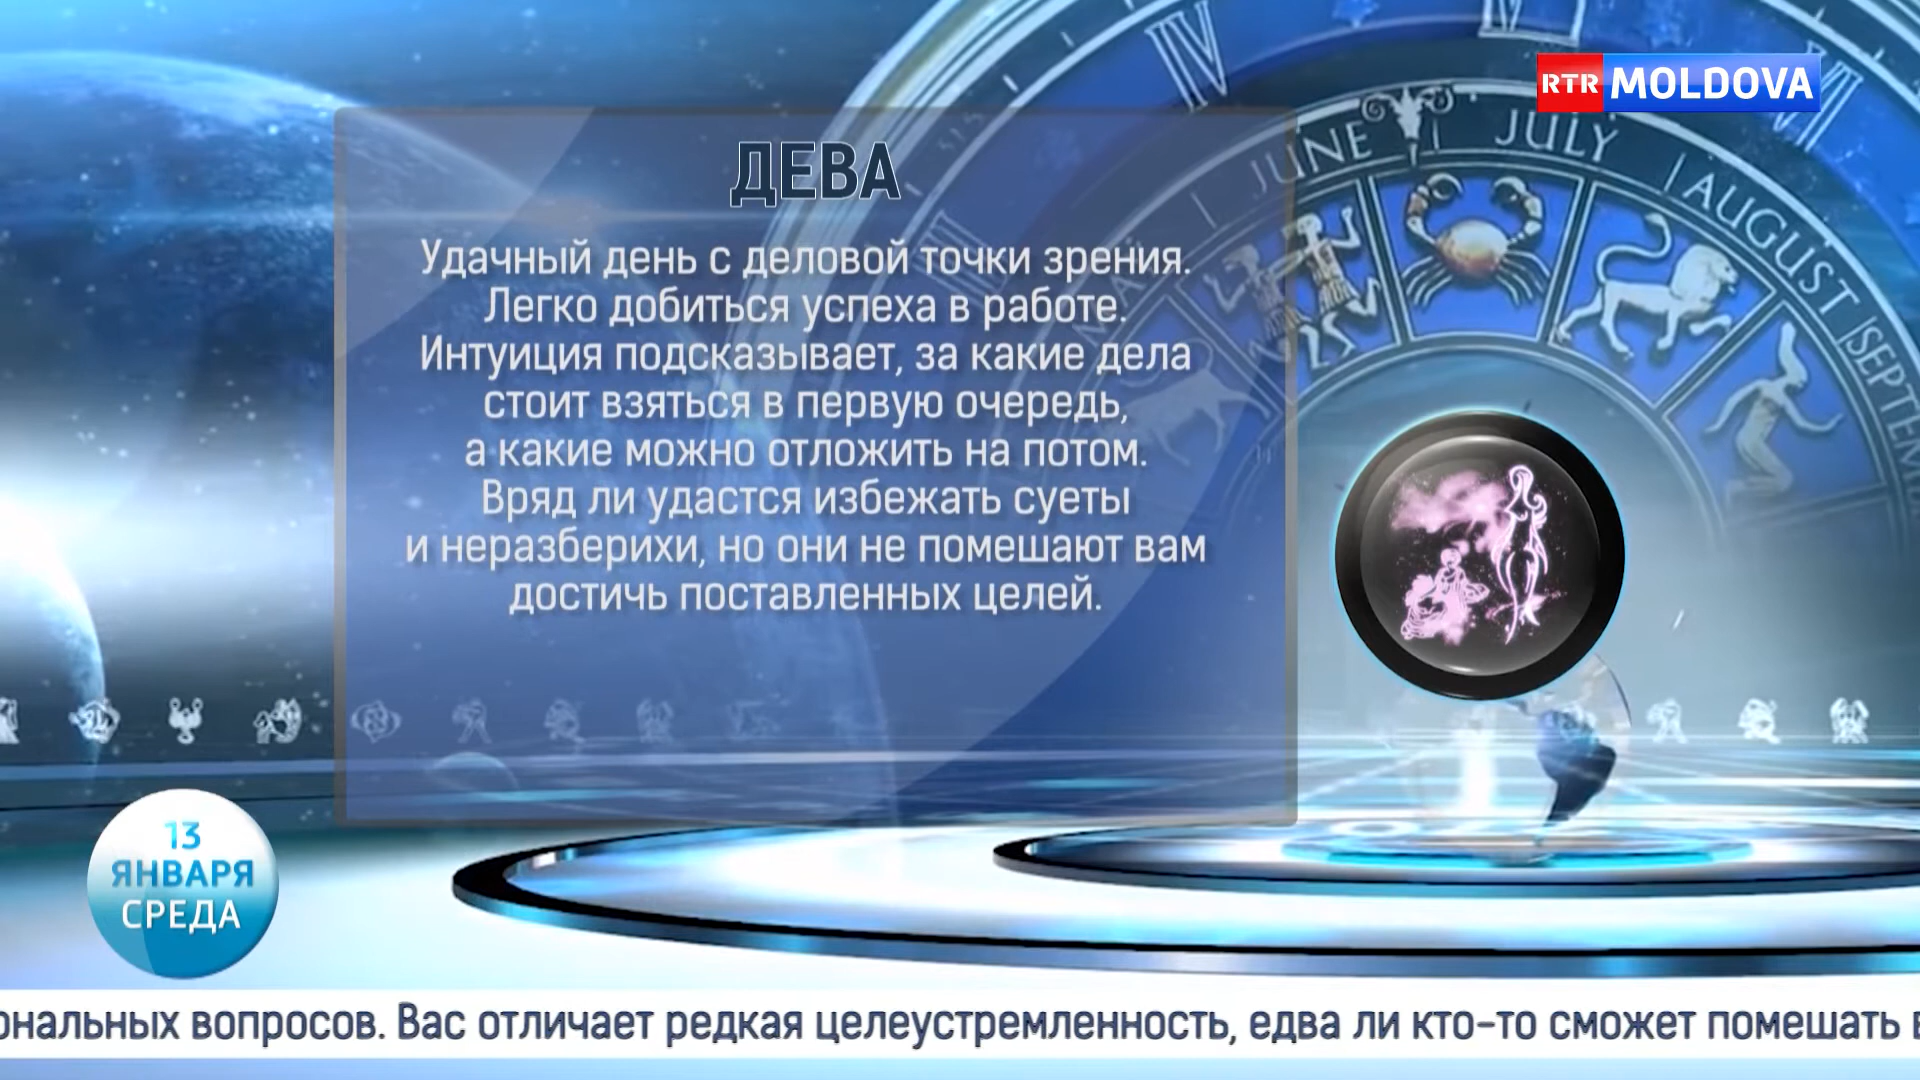 IV
RTR MOLDOVA
JUNE
JULY
AUGUST
ДЕВА
Удачный день с деловой точки зрения.
Легко добиться успеха в работе.
Интуиция подсказывает, за какие дела
стоит взяться в первую очередь,
а какие можно отложить на потом.
Вряд ли удастся избежать суеты
и неразберихи, но они не помешают вам
достичь поставленных целей.
13
ЯНВАРЯ
СРЕДА
вопросов. Вас отличает редкая целеустремленность, едва ли кто-то сможет помешать